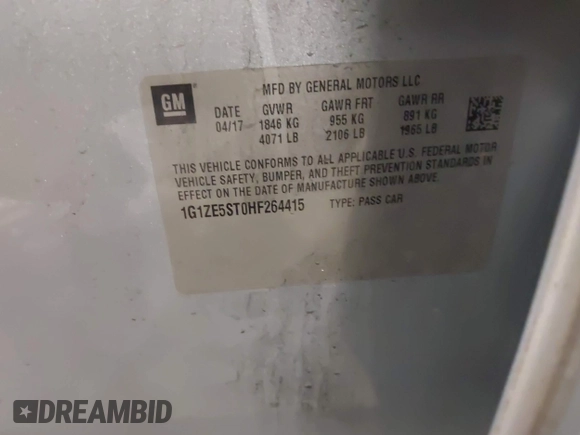 GM
MFD BY GENERAL MOTORS LLC
DATE GVWR GAWR FRT GAWR RR
04/17 1846 KG 955 KG 891 KG
4071 LB 2106 LB 1965 LB
THIS VEHICLE CONFORMS TO ALL APPLICABLE U.S. FEDERAL MOTOR
VEHICLE SAFETY, BUMPER, AND THEFT PREVENTION STANDARDS IN
EFFECT ON THE DATE OF MANUFACTURE SHOWN ABOVE.
1G1ZE5ST0HF264415 TYPE: PASS CAR
DREAMBID